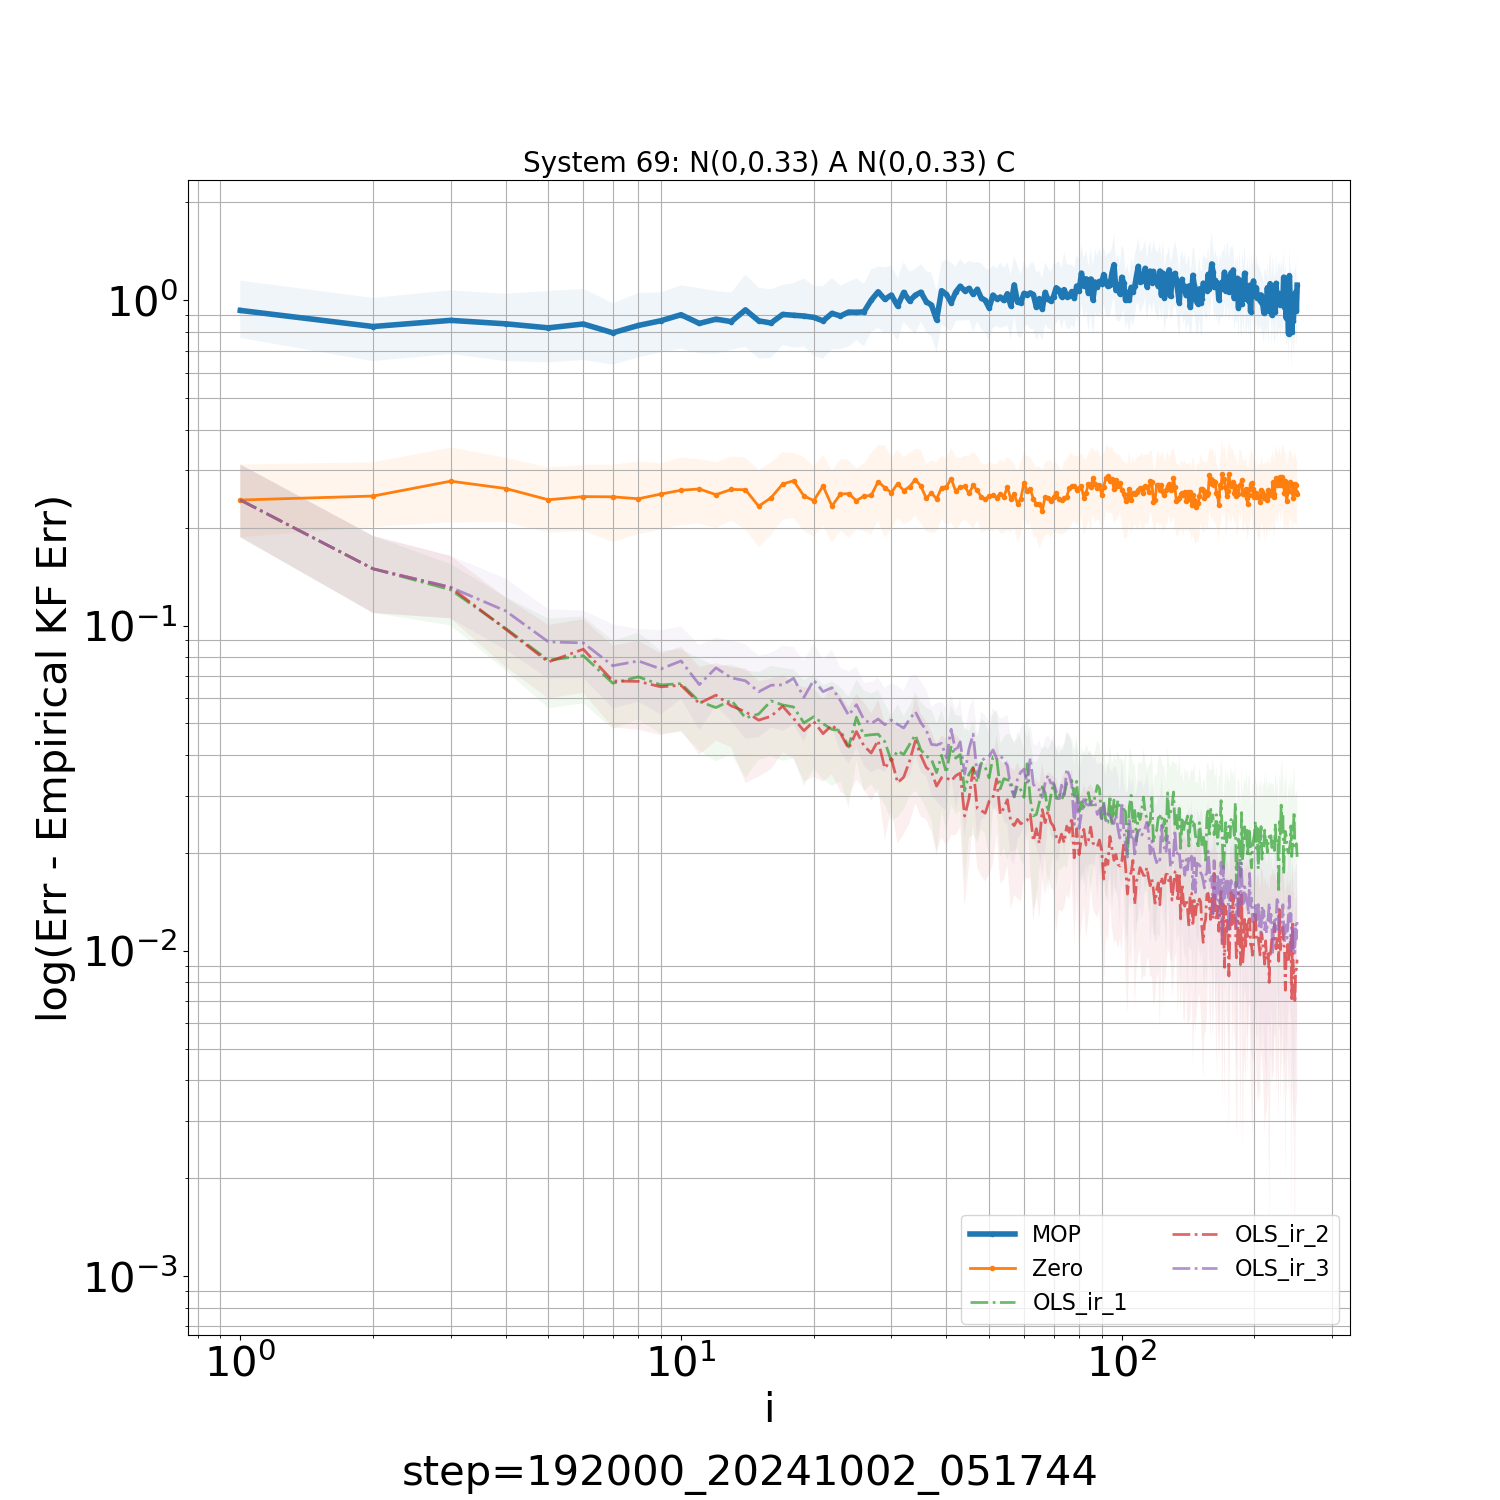 System 69: N(0,0.33) A N(0,0.33) C
log(Err - Empirical KF Err)
10⁰
10⁻¹
10⁻²
10⁻³
MOP
Zero
OLS_ir_1
OLS_ir_2
OLS_ir_3
10⁰ 10¹ 10²
i
step=192000_20241002_051744